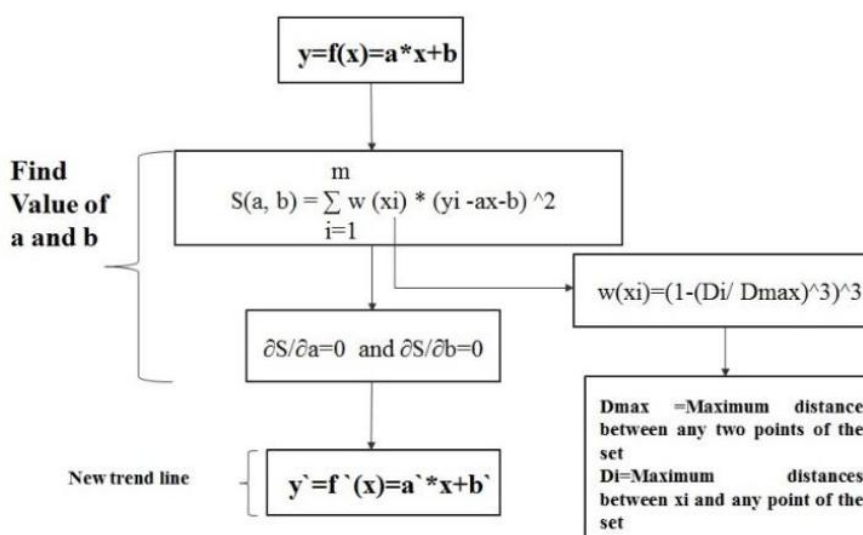 y=f(x)=a*x+b
Find
Value of
a and b
m
S(a, b) = ∑ w (xi) * (yi -ax-b) ^2
i=1
w(xi)=(1-(Di/ Dmax)^3)^3
∂S/∂a=0 and ∂S/∂b=0
Dmax =Maximum distance
between any two points of the
set
Di=Maximum distances
between xi and any point of the
set
New trend line
y`=f`(x)=a`*x+b`